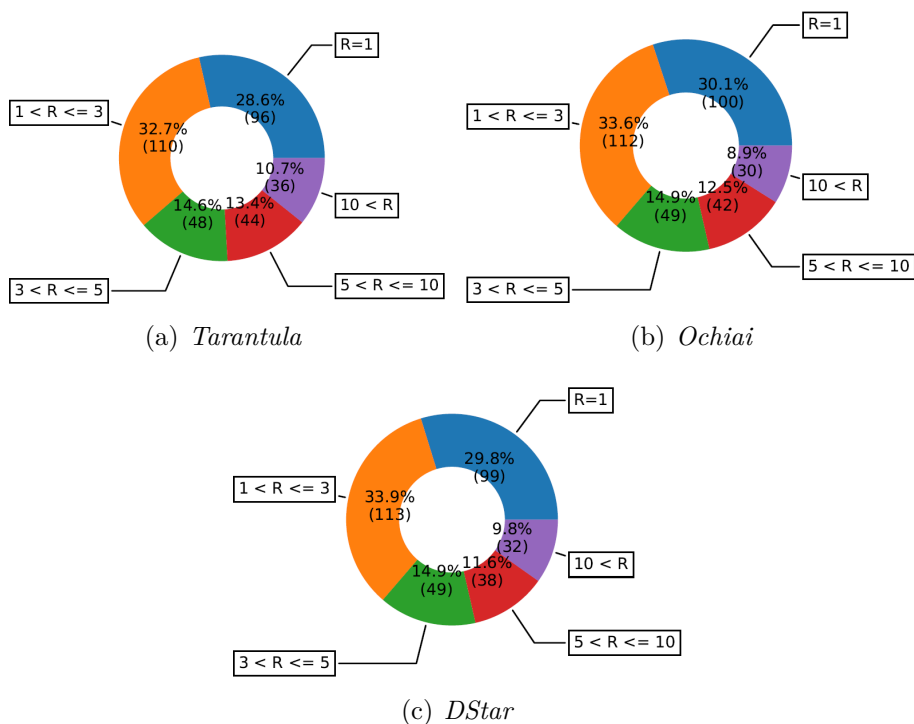 R=1
28.6%
(96)
1 < R <= 3
32.7%
(110)
10.7%
(36)
10 < R
14.6%
(48)
13.4%
(44)
3 < R <= 5
5 < R <= 10
(a) Tarantula
R=1
30.1%
(100)
1 < R <= 3
33.6%
(112)
8.9%
(30)
10 < R
14.9%
(49)
12.5%
(42)
5 < R <= 10
3 < R <= 5
(b) Ochiai
R=1
29.8%
(99)
1 < R <= 3
33.9%
(113)
9.8%
(32)
10 < R
14.9%
(49)
11.6%
(38)
5 < R <= 10
3 < R <= 5
(c) DStar